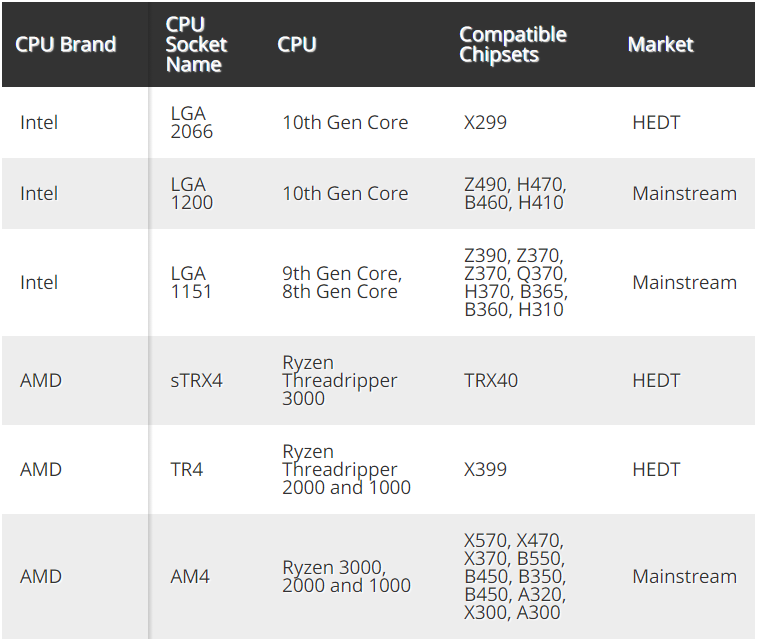 CPU Brand CPU Socket Name CPU Compatible Chipsets Market
Intel LGA 2066 10th Gen Core X299 HEDT
Intel LGA 1200 10th Gen Core Z490, H470, B460, H410 Mainstream
Intel LGA 1151 9th Gen Core, 8th Gen Core Z390, Z370, Z370, Q370, H370, B365, B360, H310 Mainstream
AMD sTRX4 Ryzen Threadripper 3000 TRX40 HEDT
AMD TR4 Ryzen Threadripper 2000 and 1000 X399 HEDT
AMD AM4 Ryzen 3000, 2000 and 1000 X570, X470, X370, B550, B450, B350, B450, A320, X300, A300 Mainstream